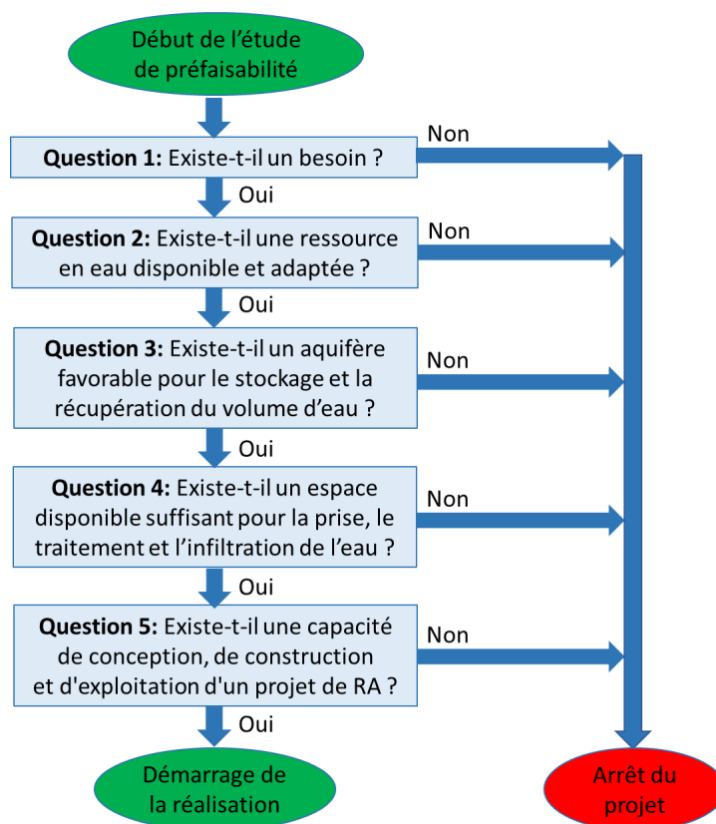 Début de l'étude
de préfaisabilité
Non
Question 1: Existe-t-il un besoin ?
Oui
Non
Question 2: Existe-t-il une ressource
en eau disponible et adaptée ?
Oui
Non
Question 3: Existe-t-il un aquifère
favorable pour le stockage et la
récupération du volume d'eau ?
Oui
Non
Question 4: Existe-t-il un espace
disponible suffisant pour la prise, le
traitement et l'infiltration de l'eau ?
Oui
Non
Question 5: Existe-t-il une capacité
de conception, de construction
et d'exploitation d'un projet de RA ?
Oui
Démarrage de
la réalisation
Arrêt du
projet